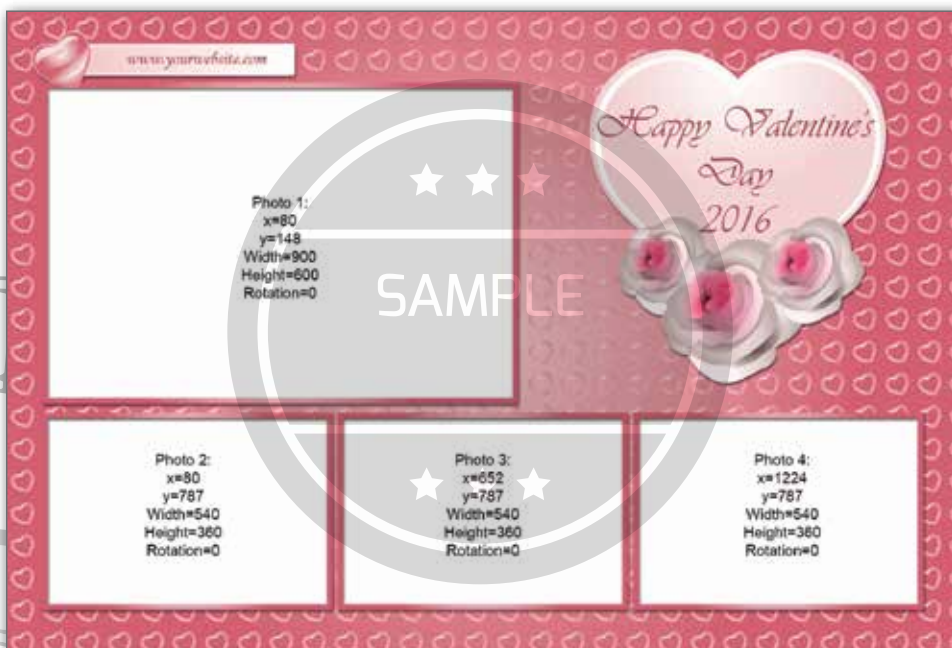 www.yourwebsite.com
Happy Valentine's
Day
2016
Photo 1:
x=80
y=148
Width=900
Height=600
Rotation=0
SAMPLE
Photo 2:
x=80
y=787
Width=540
Height=360
Rotation=0
Photo 3:
x=652
y=787
Width=540
Height=360
Rotation=0
Photo 4:
x=1224
y=787
Width=540
Height=360
Rotation=0